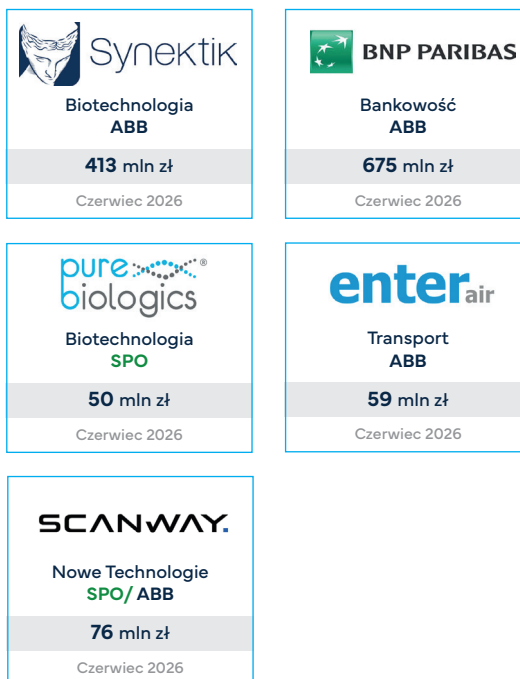 Synektik
Biotechnologia
ABB
413 mln zł
Czerwiec 2026
BNP PARIBAS
Bankowość
ABB
675 mln zł
Czerwiec 2026
pure ®
biologics
Biotechnologia
SPO
50 mln zł
Czerwiec 2026
enter air
Transport
ABB
59 mln zł
Czerwiec 2026
SCANWAY.
Nowe Technologie
SPO/ ABB
76 mln zł
Czerwiec 2026